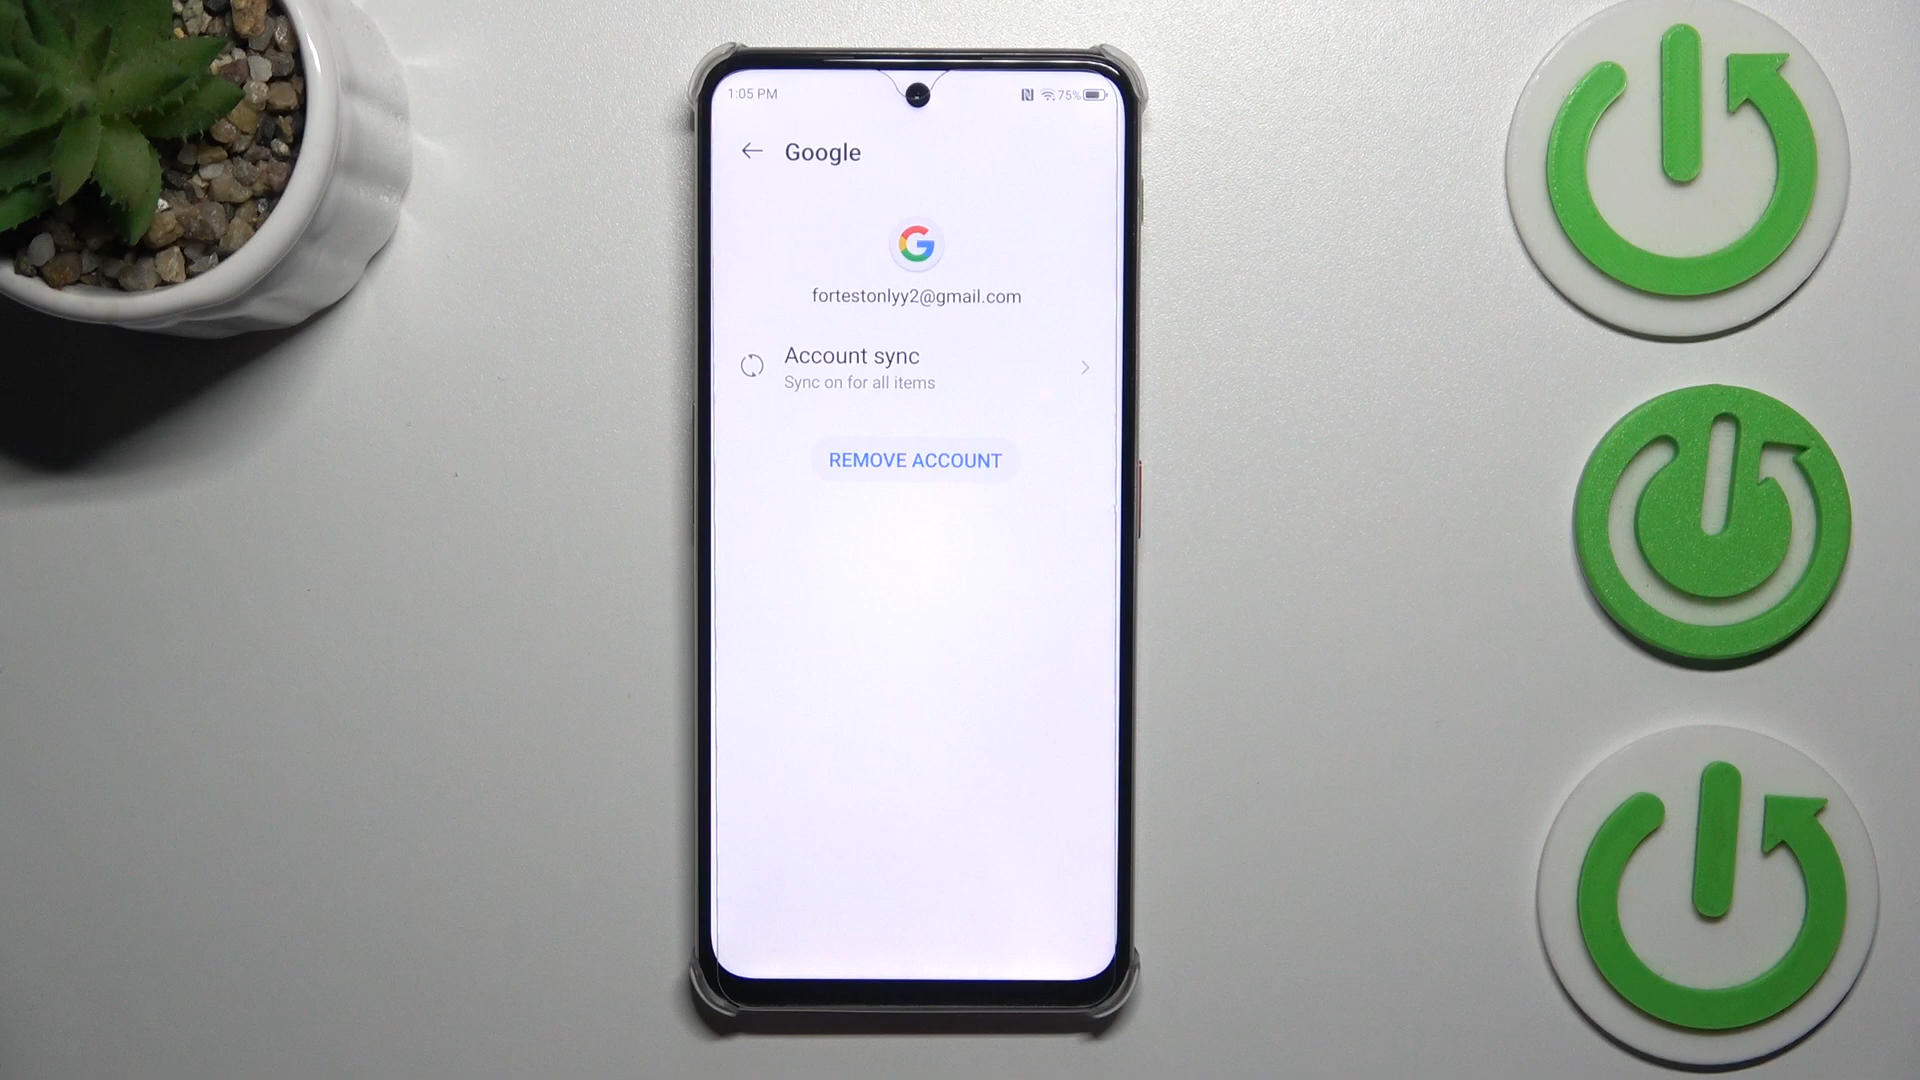 1:05 PM 75%
Google
fortestonlyy2@gmail.com
Account sync
Sync on for all items
REMOVE ACCOUNT